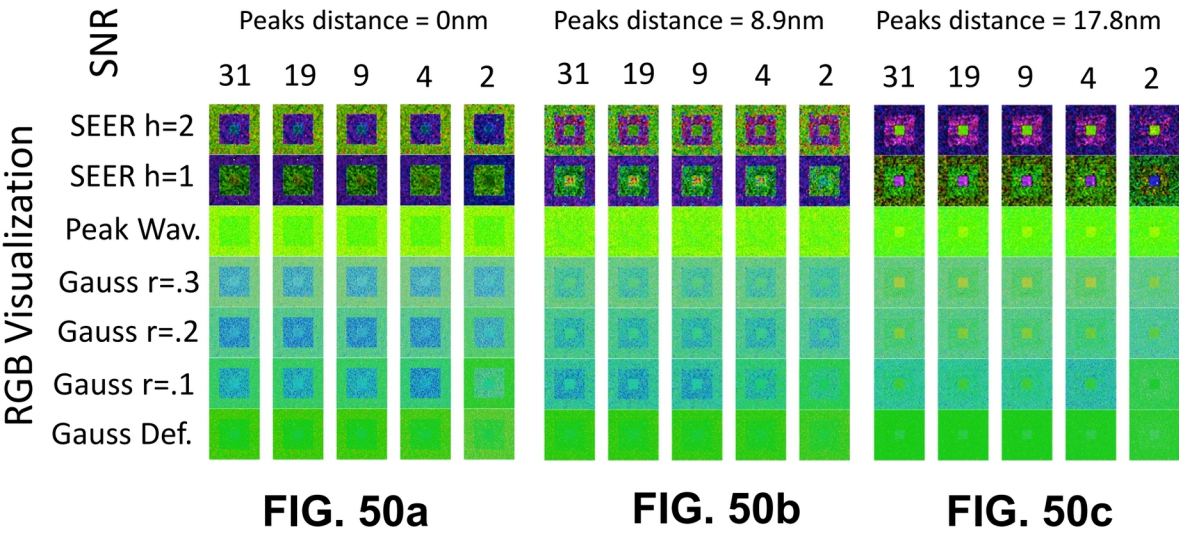 SNR
Peaks distance = 0nm Peaks distance = 8.9nm Peaks distance = 17.8nm
31 19 9 4 2 31 19 9 4 2 31 19 9 4 2
RGB Visualization
SEER h=2
SEER h=1
Peak Wav.
Gauss r=.3
Gauss r=.2
Gauss r=.1
Gauss Def.
FIG. 50a FIG. 50b FIG. 50c